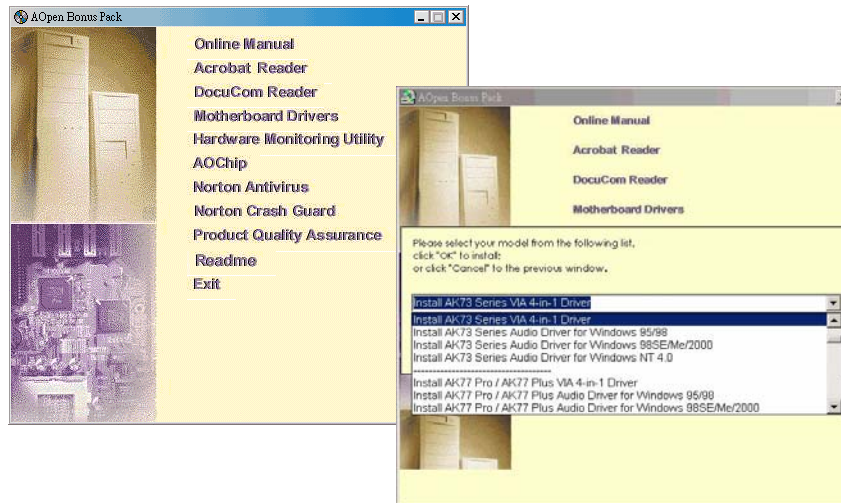 AOpen Bonus Pack
Online Manual
Acrobat Reader
DocuCom Reader
Motherboard Drivers
Hardware Monitoring Utility
AOChip
Norton Antivirus
Norton Crash Guard
Product Quality Assurance
Readme
Exit
AOpen Bonus Pack
Online Manual
Acrobat Reader
DocuCom Reader
Motherboard Drivers
Please select your model from the following list,
click "OK" to install:
or click "Cancel" to the previous window.
Install AK73 Series VIA 4-in-1 Driver
Install AK73 Series VIA 4-in-1 Driver
Install AK73 Series Audio Driver for Windows 95/98
Install AK73 Series Audio Driver for Windows 98SE/Me/2000
Install AK73 Series Audio Driver for Windows NT 4.0
------------------------------------
Install AK77 Pro / AK77 Plus VIA 4-in-1 Driver
Install AK77 Pro / AK77 Plus Audio Driver for Windows 95/98
Install AK77 Pro / AK77 Plus Audio Driver for Windows 98SE/Me/2000